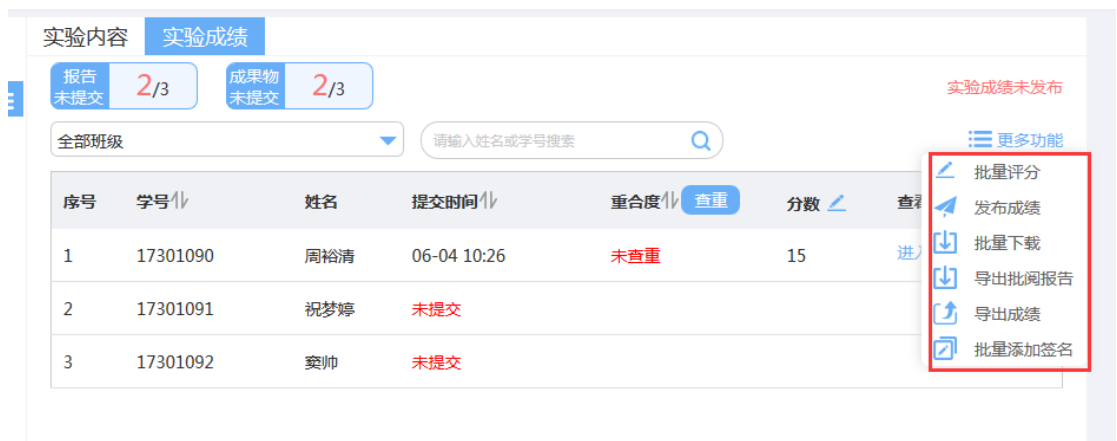 实验内容 实验成绩
报告未提交 2/3 成果物未提交 2/3 实验成绩未发布
全部班级 请输入姓名或学号搜索 更多功能
序号 学号 姓名 提交时间 重合度 查重 分数
1 17301090 周裕清 06-04 10:26 未查重 15
2 17301091 祝梦婷 未提交
3 17301092 窦帅 未提交
批量评分
发布成绩
批量下载
导出批阅报告
导出成绩
批量添加签名